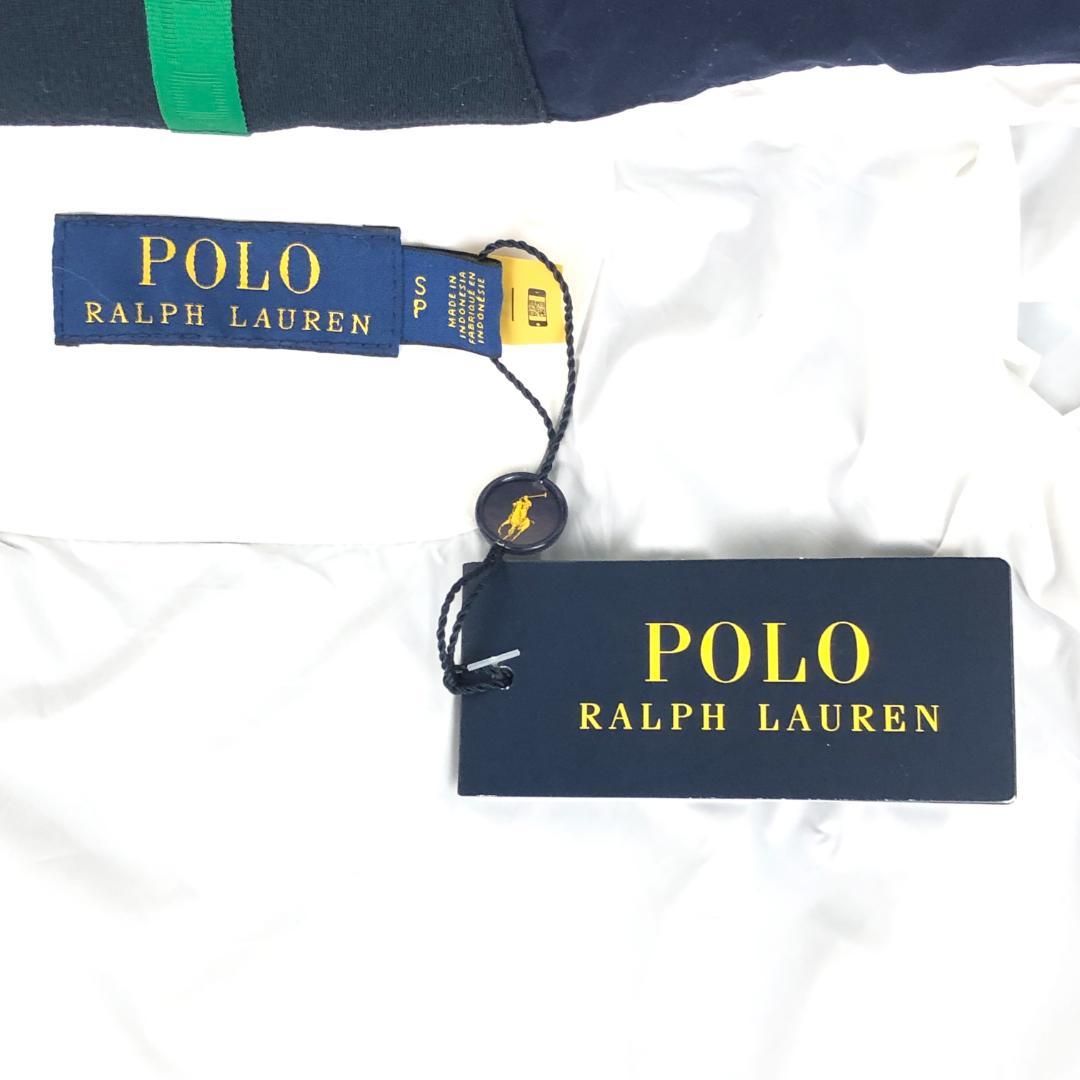 POLO
RALPH LAUREN
S
P
MADE IN
INDONESIA
FABRIQUÉ EN
INDONÉSIE
POLO
RALPH LAUREN